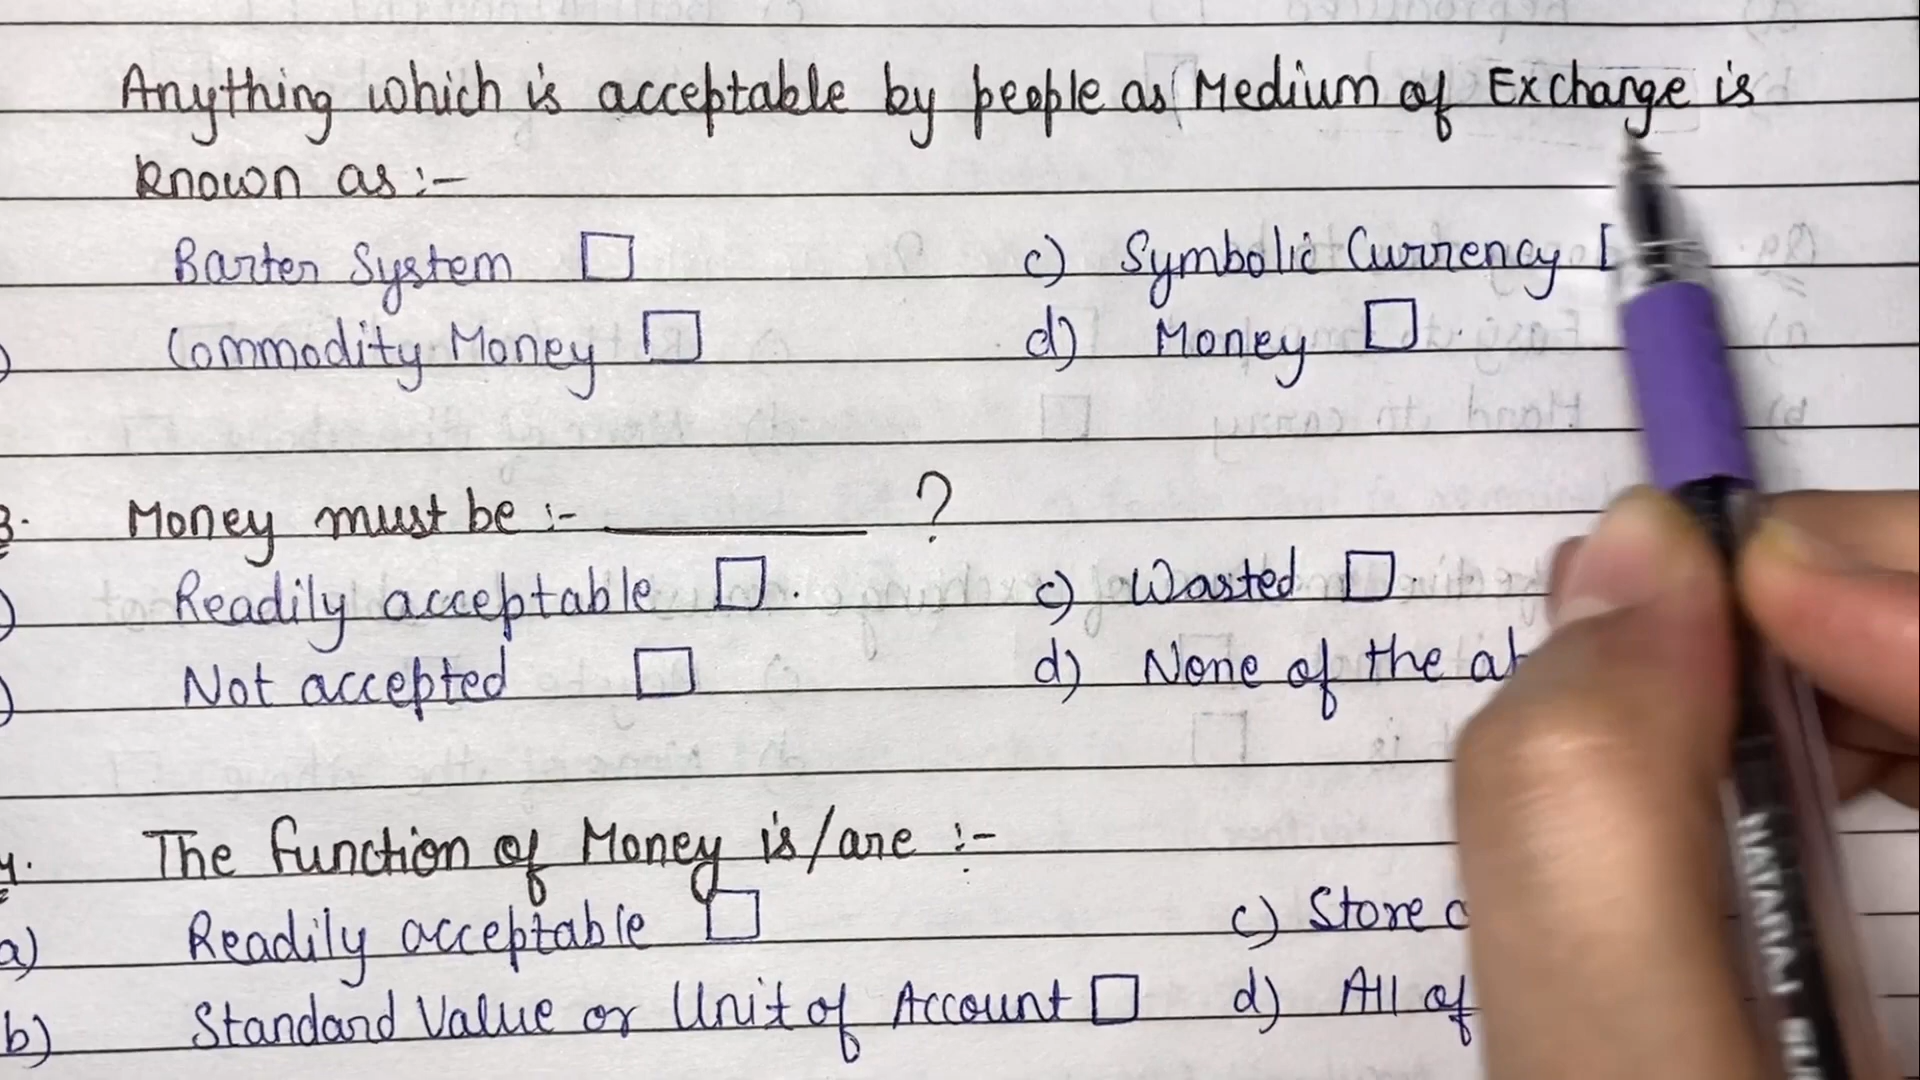 Anything which is acceptable by people as Medium of Exchange is
known as :-
Barter System c) Symbolic Currency
Commodity Money d) Money
3. Money must be :- ________ ?
Readily acceptable c) Wasted
Not accepted d) None of the
4. The function of Money is/are :-
a) Readily acceptable c) Store
b) Standard Value or Unit of Account d) All of
NATARAJ